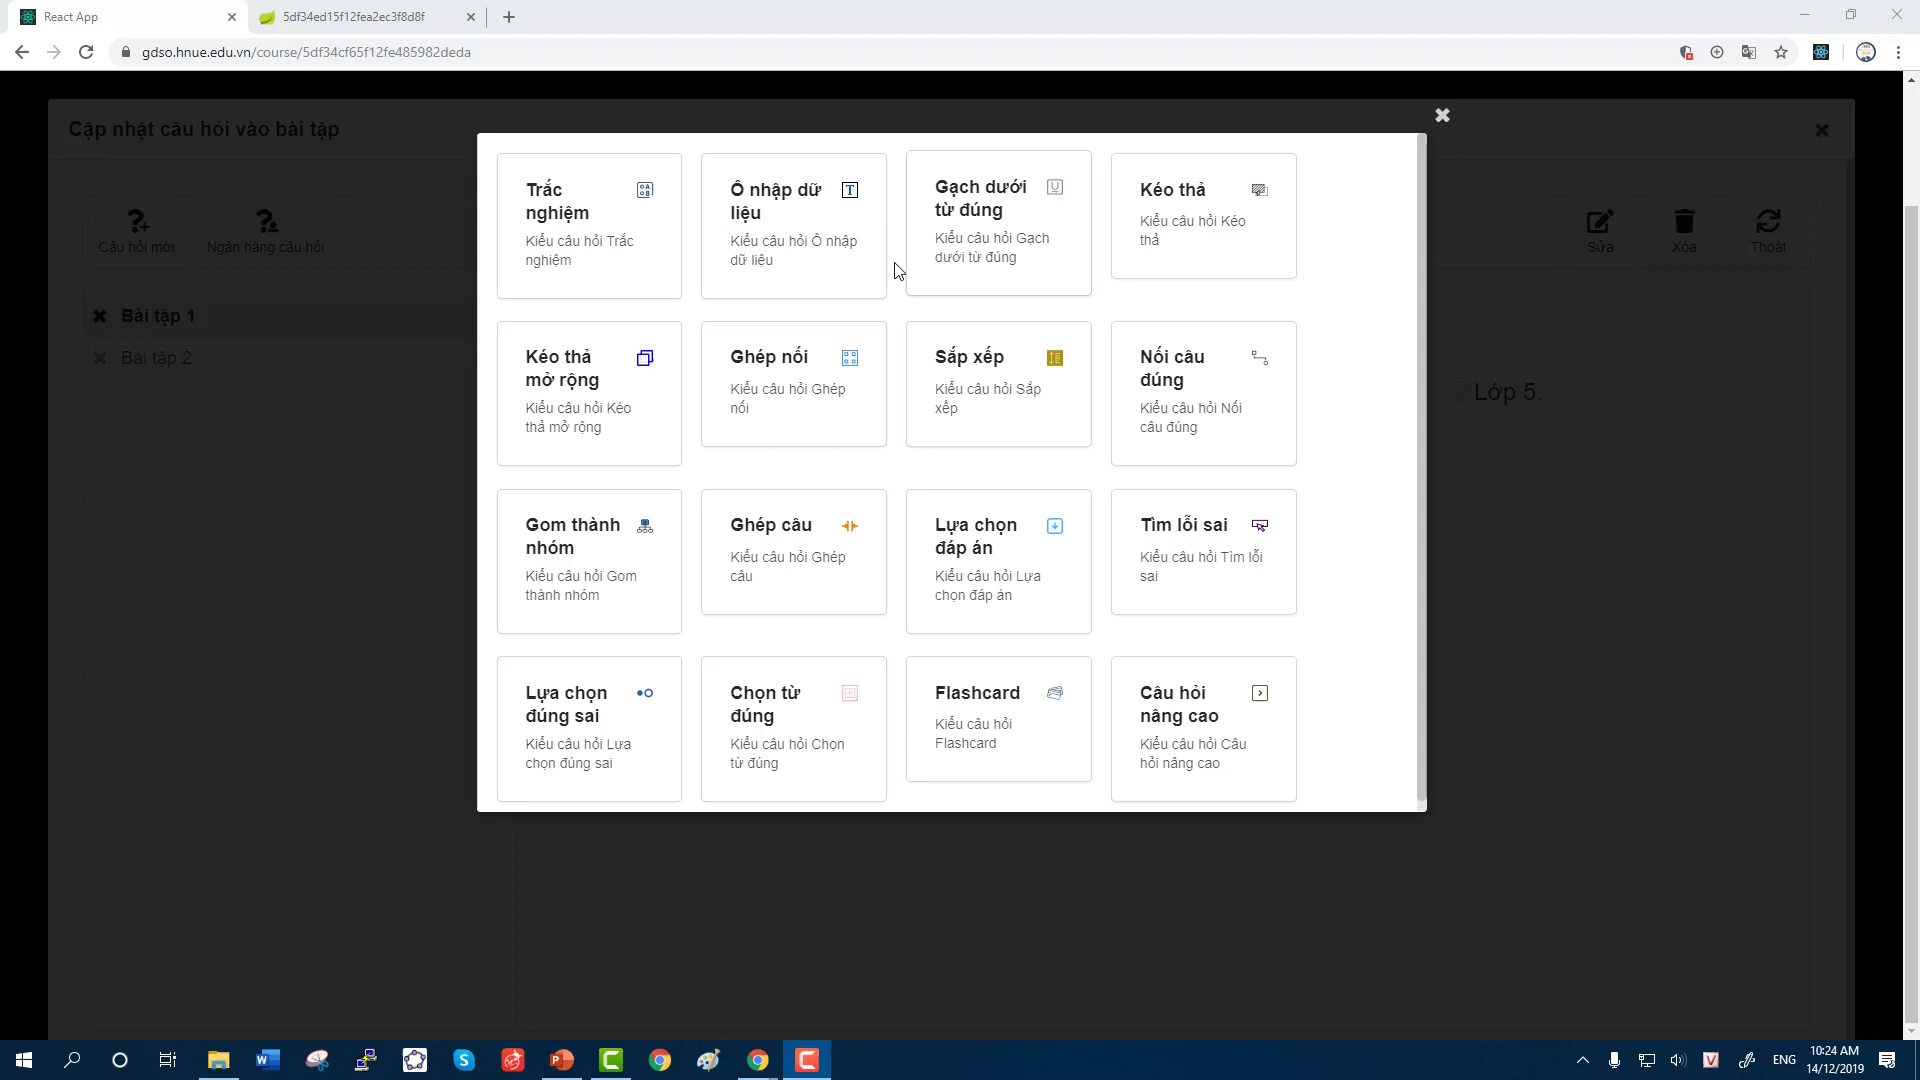 React App
5df34ed15f12fea2ec3f8d8f
gdso.hnue.edu.vn/course/5df34cf65f12fe485982deda
Cập nhật câu hỏi vào bài tập
Câu hỏi mới
Ngân hàng câu hỏi
Sửa
Xóa
Thoát
Bài tập 1
Bài tập 2
Lớp 5.
Trắc
nghiệm
Kiểu câu hỏi Trắc
nghiệm
Ô nhập dữ
liệu
Kiểu câu hỏi Ô nhập
dữ liệu
Gạch dưới
từ đúng
Kiểu câu hỏi Gạch
dưới từ đúng
Kéo thả
Kiểu câu hỏi Kéo
thả
Kéo thả
mở rộng
Kiểu câu hỏi Kéo
thả mở rộng
Ghép nối
Kiểu câu hỏi Ghép
nối
Sắp xếp
Kiểu câu hỏi Sắp
xếp
Nối câu
đúng
Kiểu câu hỏi Nối
câu đúng
Gom thành
nhóm
Kiểu câu hỏi Gom
thành nhóm
Ghép câu
Kiểu câu hỏi Ghép
câu
Lựa chọn
đáp án
Kiểu câu hỏi Lựa
chọn đáp án
Tìm lỗi sai
Kiểu câu hỏi Tìm lỗi
sai
Lựa chọn
đúng sai
Kiểu câu hỏi Lựa
chọn đúng sai
Chọn từ
đúng
Kiểu câu hỏi Chọn
từ đúng
Flashcard
Kiểu câu hỏi
Flashcard
Câu hỏi
nâng cao
Kiểu câu hỏi Câu
hỏi nâng cao
ENG
10:24 AM
14/12/2019